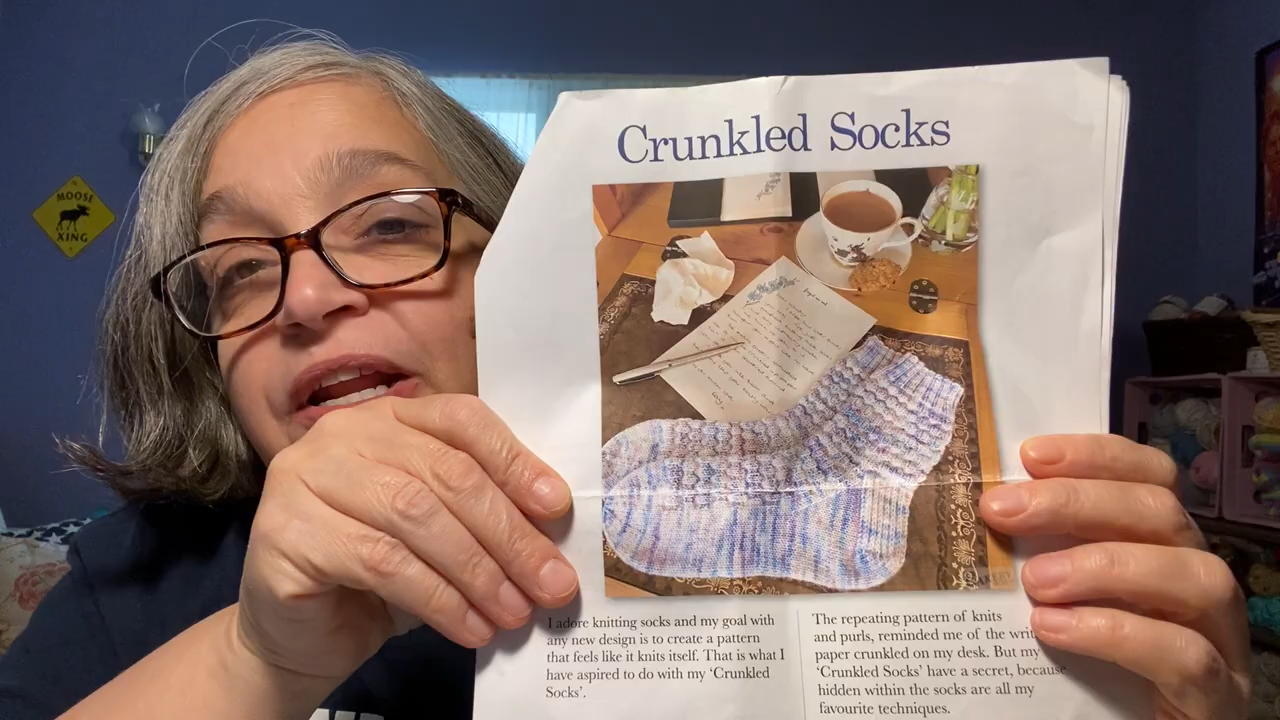 MOOSE
XING
Crunkled Socks
I adore knitting socks and my goal with
any new design is to create a pattern
that feels like it knits itself. That is what I
have aspired to do with my ‘Crunkled
Socks’.
The repeating pattern of knits
and purls, reminded me of the
paper crunkled on my desk. But my
‘Crunkled Socks’ have a secret, because
hidden within the socks are all my
favourite techniques.